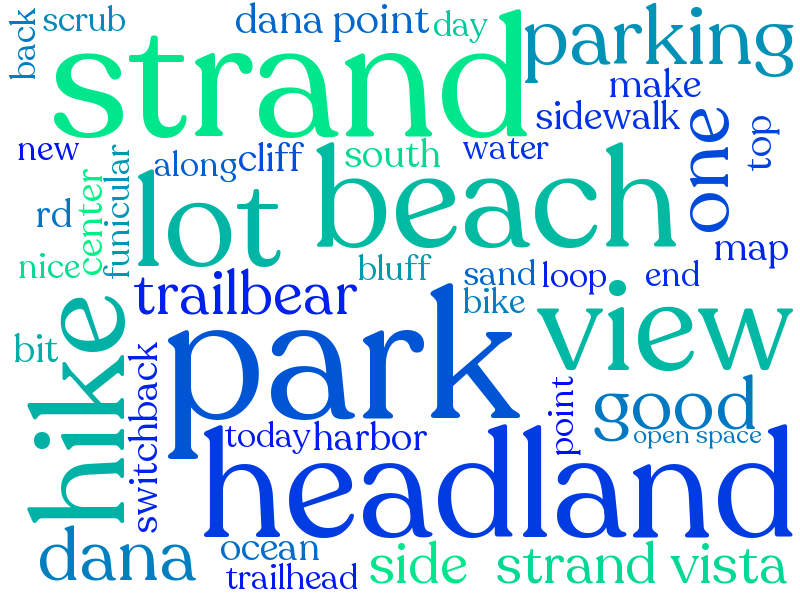 back
scrub
dana point
day
parking
strand
make
sidewalk
new
along
cliff
south
water
one
top
rd
center
funicular
lot
beach
map
nice
bluff
sand
loop
end
trailbear
bike
view
hike
park
bit
switchback
point
good
today
harbor
open space
headland
dana
ocean
side
strand vista
trailhead